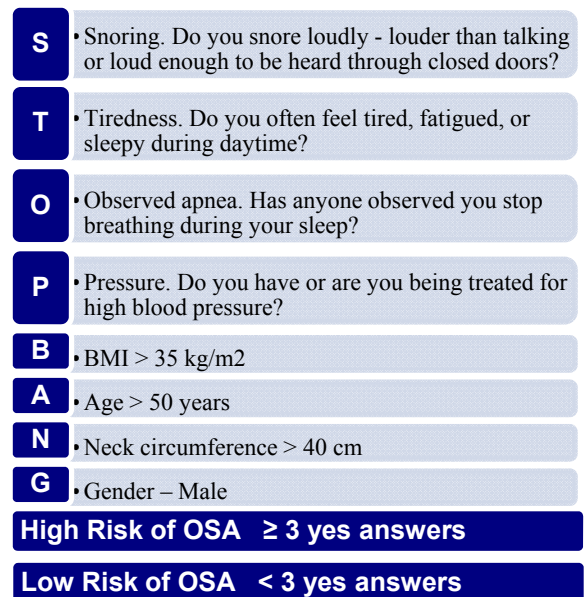 S
• Snoring. Do you snore loudly - louder than talking
or loud enough to be heard through closed doors?
T
• Tiredness. Do you often feel tired, fatigued, or
sleepy during daytime?
O
• Observed apnea. Has anyone observed you stop
breathing during your sleep?
P
• Pressure. Do you have or are you being treated for
high blood pressure?
B
• BMI > 35 kg/m2
A
• Age > 50 years
N
• Neck circumference > 40 cm
G
• Gender – Male
High Risk of OSA ≥ 3 yes answers
Low Risk of OSA < 3 yes answers